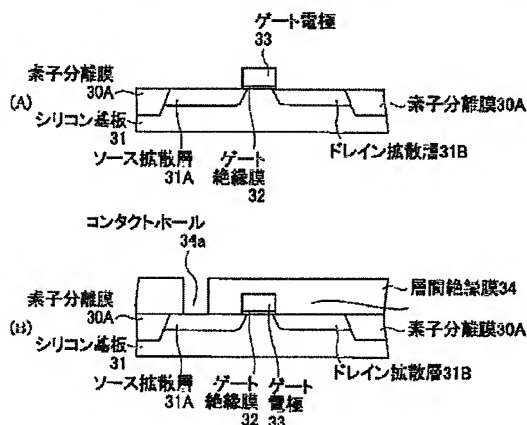 ゲート電極
33
素子分離膜
30A
(A)
素子分離膜30A
シリコン基板
31
ソース拡散層
31A
ゲート
絶縁膜
32
ドレイン拡散層31B
コンタクトホール
34a
層間絶縁膜34
素子分離膜
30A
(B)
素子分離膜30A
シリコン基板
31
ソース拡散層
31A
ゲート
絶縁膜
32
ゲート
電極
33
ドレイン拡散層31B